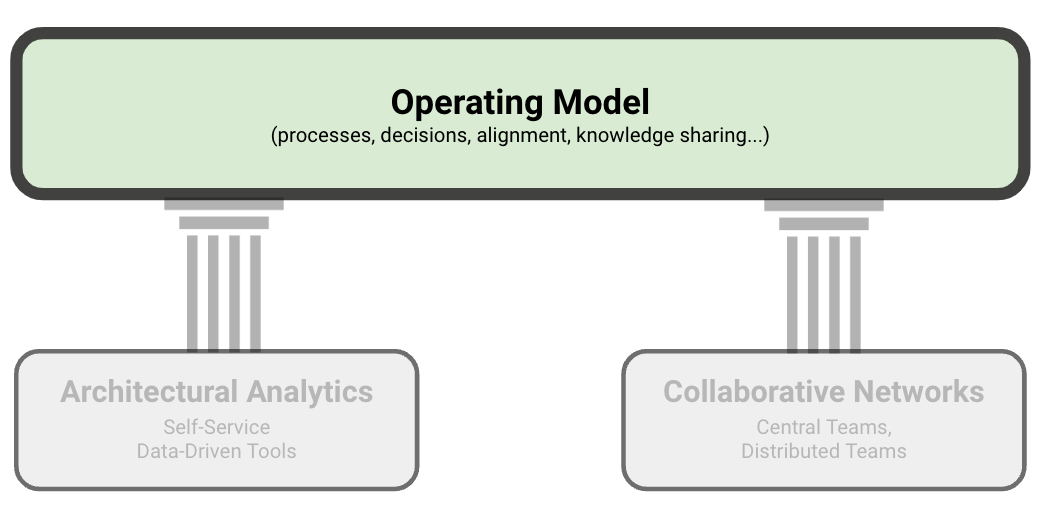 Operating Model
(processes, decisions, alignment, knowledge sharing...)
Architectural Analytics
Self-Service
Data-Driven Tools
Collaborative Networks
Central Teams,
Distributed Teams